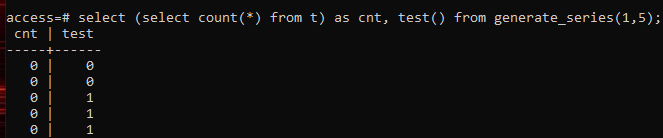 access=# select (select count(*) from t) as cnt, test() from generate_series(1,5);
 cnt | test
-----+------
   0 |    0
   0 |    0
   0 |    1
   0 |    1
   0 |    1